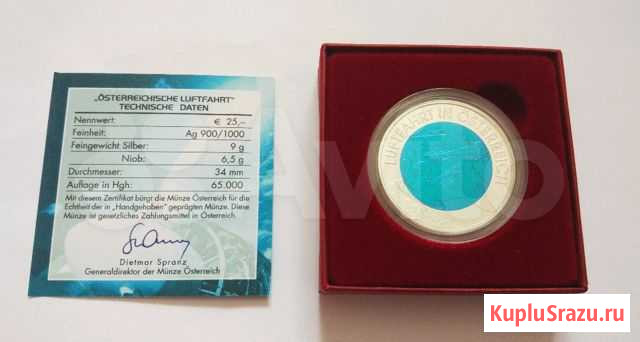 „ÖSTERREICHISCHE LUFTFAHRT"
TECHNISCHE DATEN
Nennwert: € 25,–
Feinheit: Ag 900/1000
Feingewicht Silber: 9 g
Niob: 6,5 g
Durchmesser: 34 mm
Auflage in Hgh: 65.000
Mit diesem Zertifikat bürgt die Münze Österreich für die
Echtheit der in „Handgehoben" geprägten Münze. Diese
Münze ist gesetzliches Zahlungsmittel in Österreich.
Dietmar Spranz
Generaldirektor der Münze Österreich
LUFTFAHRT IN ÖSTERREICH
Avito
KupluSrazu.ru